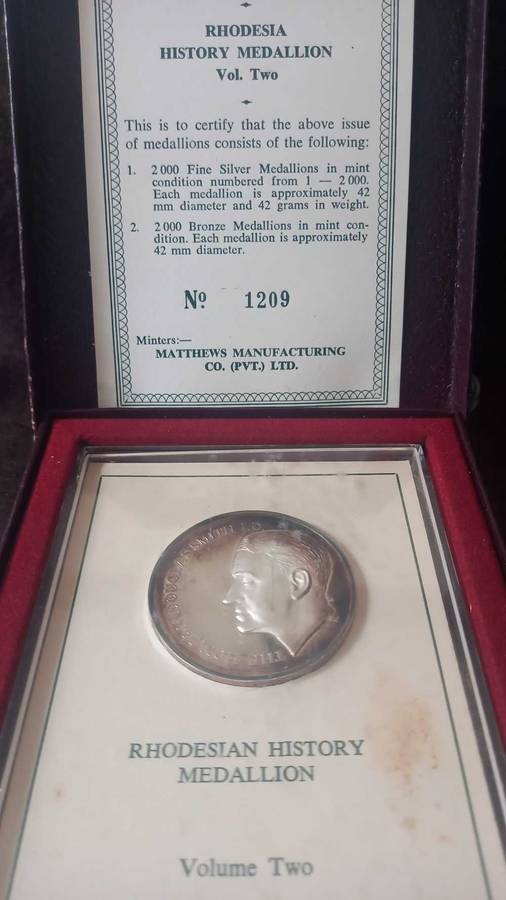 RHODESIA
HISTORY MEDALLION
Vol. Two
This is to certify that the above issue
of medallions consists of the following:
1. 2 000 Fine Silver Medallions in mint
condition numbered from 1 — 2 000.
Each medallion is approximately 42
mm diameter and 42 grams in weight.
2. 2 000 Bronze Medallions in mint con-
dition. Each medallion is approximately
42 mm diameter.
No. 1209
Minters:—
MATTHEWS MANUFACTURING
CO. (PVT.) LTD.
SMITH I.D.
RHODESIAN HISTORY
MEDALLION
Volume Two